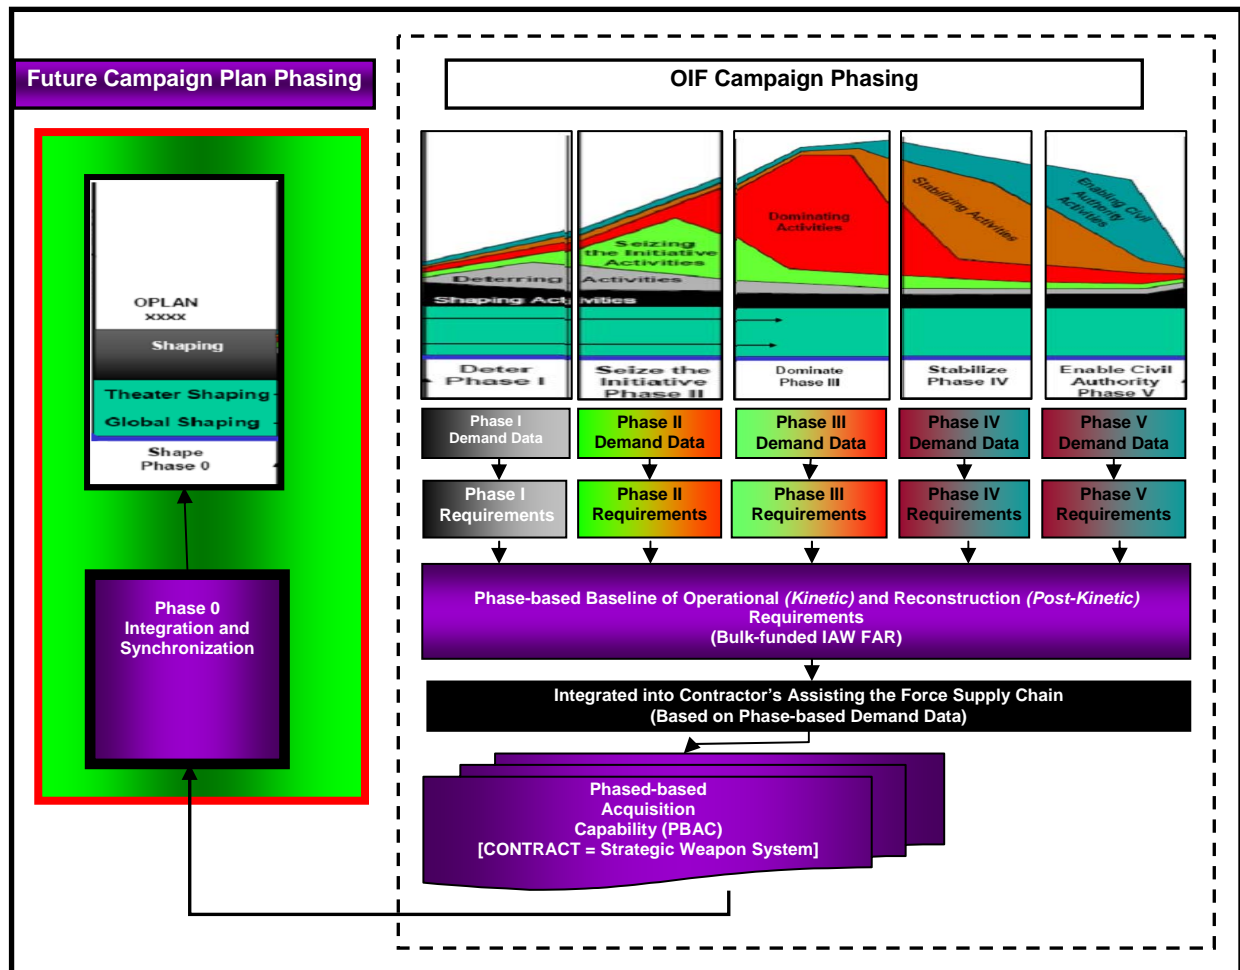 Future Campaign Plan Phasing
OPLAN
xxxx
Shaping
Theater Shaping
Global Shaping
Shape
Phase 0
Phase 0
Integration and
Synchronization
OIF Campaign Phasing
Seizing
the Initiative
Activities
Deterring Activities
Shaping Activities
Dominating
Activities
Stabilizing Activities
Enabling Civil
Authority
Activities
Deter
Phase I
Seize the
Initiative
Phase II
Dominate
Phase III
Stabilize
Phase IV
Enable Civil
Authority
Phase V
Phase I
Demand Data
Phase II
Demand Data
Phase III
Demand Data
Phase IV
Demand Data
Phase V
Demand Data
Phase I
Requirements
Phase II
Requirements
Phase III
Requirements
Phase IV
Requirements
Phase V
Requirements
Phase-based Baseline of Operational (Kinetic) and Reconstruction (Post-Kinetic)
Requirements
(Bulk-funded IAW FAR)
Integrated into Contractor's Assisting the Force Supply Chain
(Based on Phase-based Demand Data)
Phased-based
Acquisition
Capability (PBAC)
[CONTRACT = Strategic Weapon System]